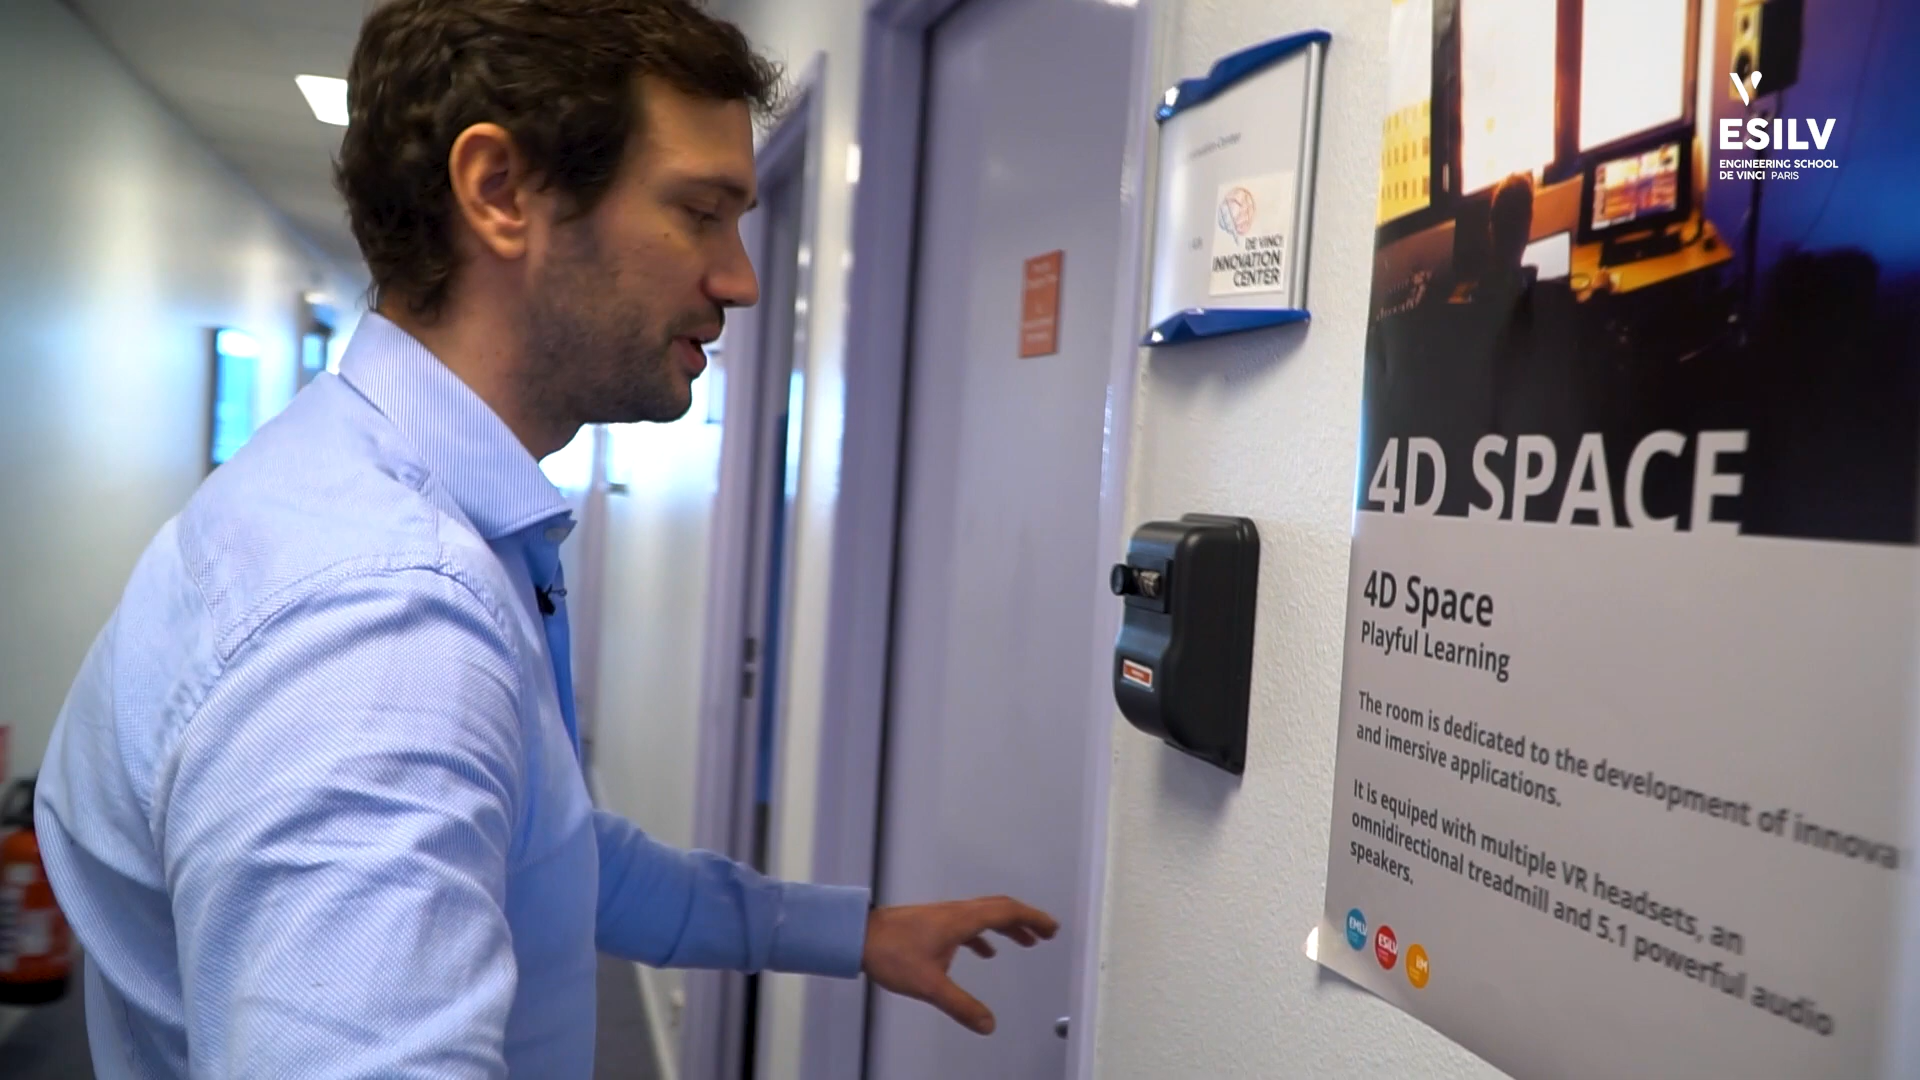 ESILV
ENGINEERING SCHOOL
DE VINCI PARIS
DE VINCI
INNOVATION
CENTER
4D SPACE
4D Space
Playful Learning
The room is dedicated to the development of innova
and imersive applications.
It is equiped with multiple VR headsets, an
omnidirectional treadmill and 5.1 powerful audio
speakers.
EMLV
ESILV